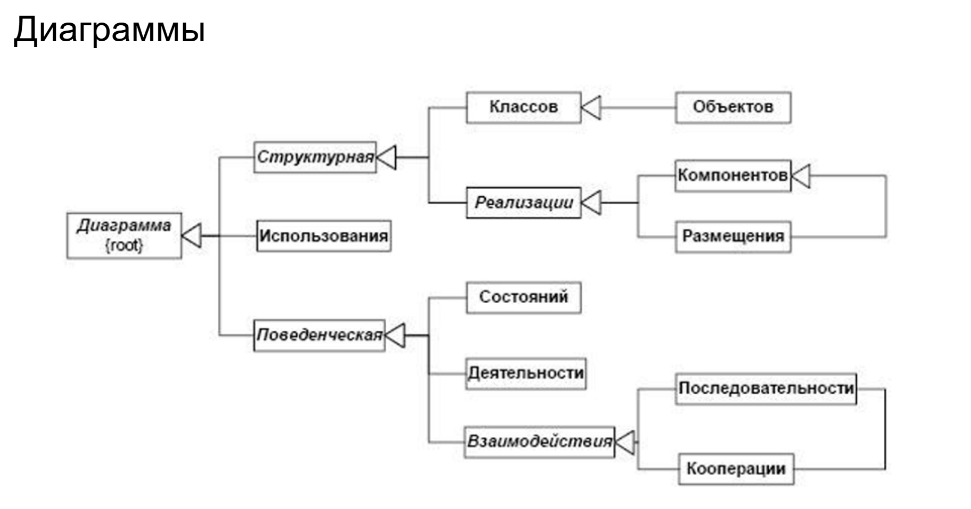 Диаграммы
Классов
Объектов
Структурная
Компонентов
Реализации
Диаграмма
{root}
Использования
Размещения
Состояний
Поведенческая
Деятельности
Последовательности
Взаимодействия
Кооперации